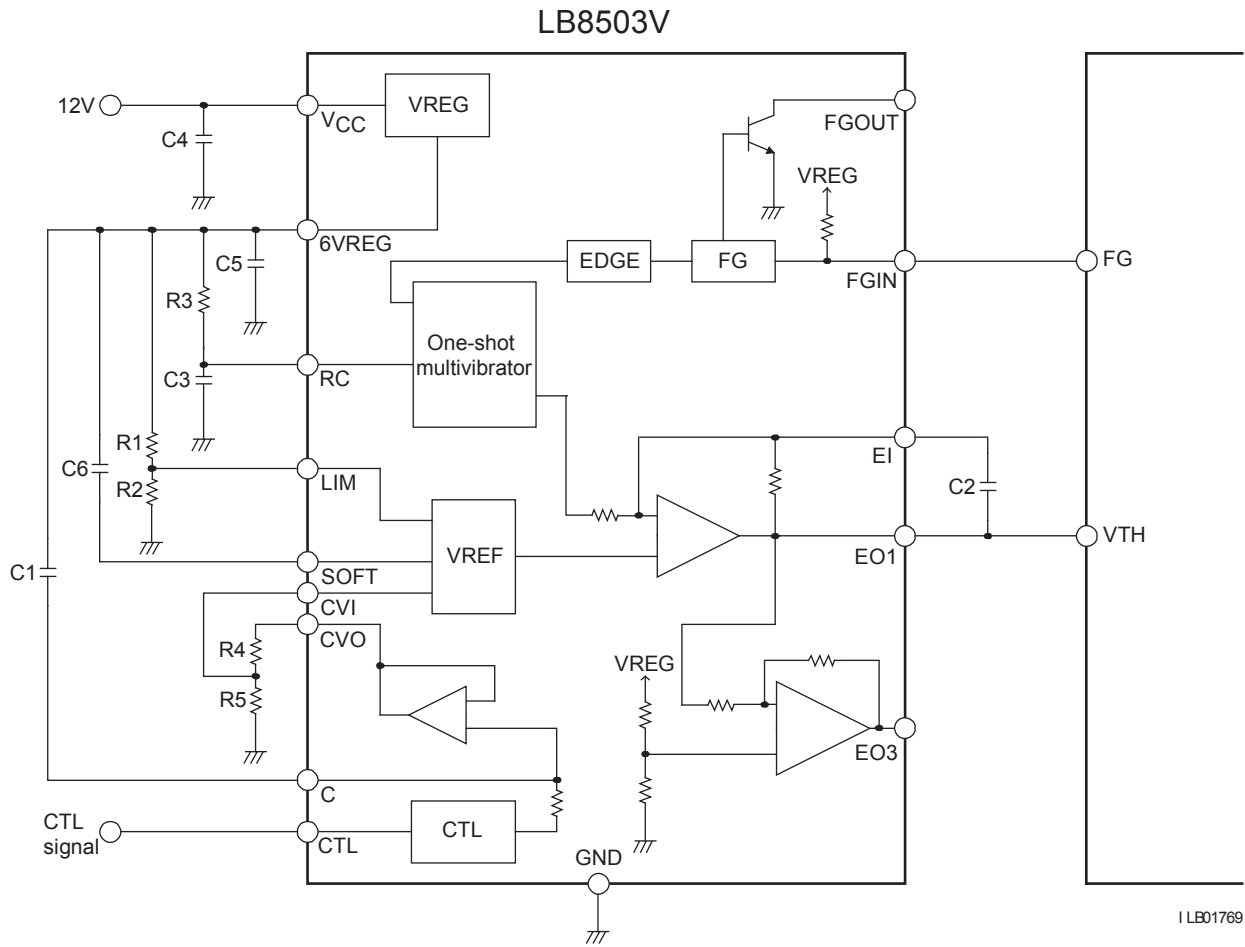 LB8503V
12V
VCC
VREG
FGOUT
C4
VREG
6VREG
C5
EDGE
FG
FGIN
FG
R3
One-shot
multivibrator
RC
C3
R1
EI
C6
LIM
R2
C2
VREF
EO1
VTH
C1
SOFT
CVI
CVO
R4
VREG
R5
EO3
C
CTL
signal
CTL
CTL
GND
ILB01769